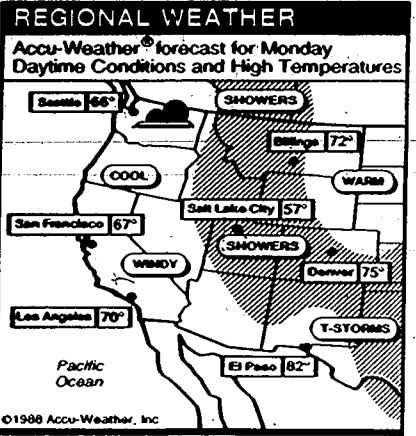 REGIONAL WEATHER
Accu-Weather® forecast for Monday
Daytime Conditions and High Temperatures
Seattle 66°
SHOWERS
Billings 72°
COOL
WARM
Salt Lake City 57°
San Francisco 67°
SHOWERS
WINDY
Denver 75°
Los Angeles 70°
T-STORMS
El Paso 82°
Pacific
Ocean
©1988 Accu-Weather, Inc